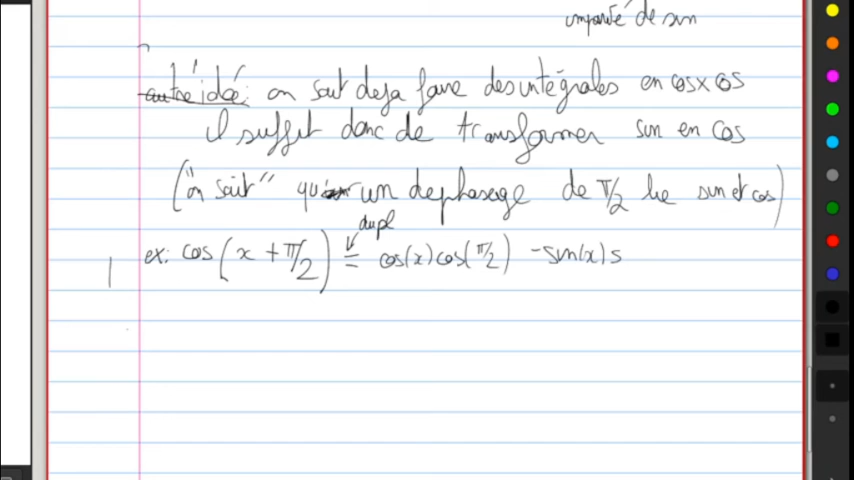 imparité de sin
autre idée: on sait deja faire des intégrales en cos x cos
il suffit donc de transformer sin en cos
("on sait" qu'un dephasage de π/2 lie sin et cos)
dupl
ex: cos(x + π/2) = cos(x)cos(π/2) -sin(x)s